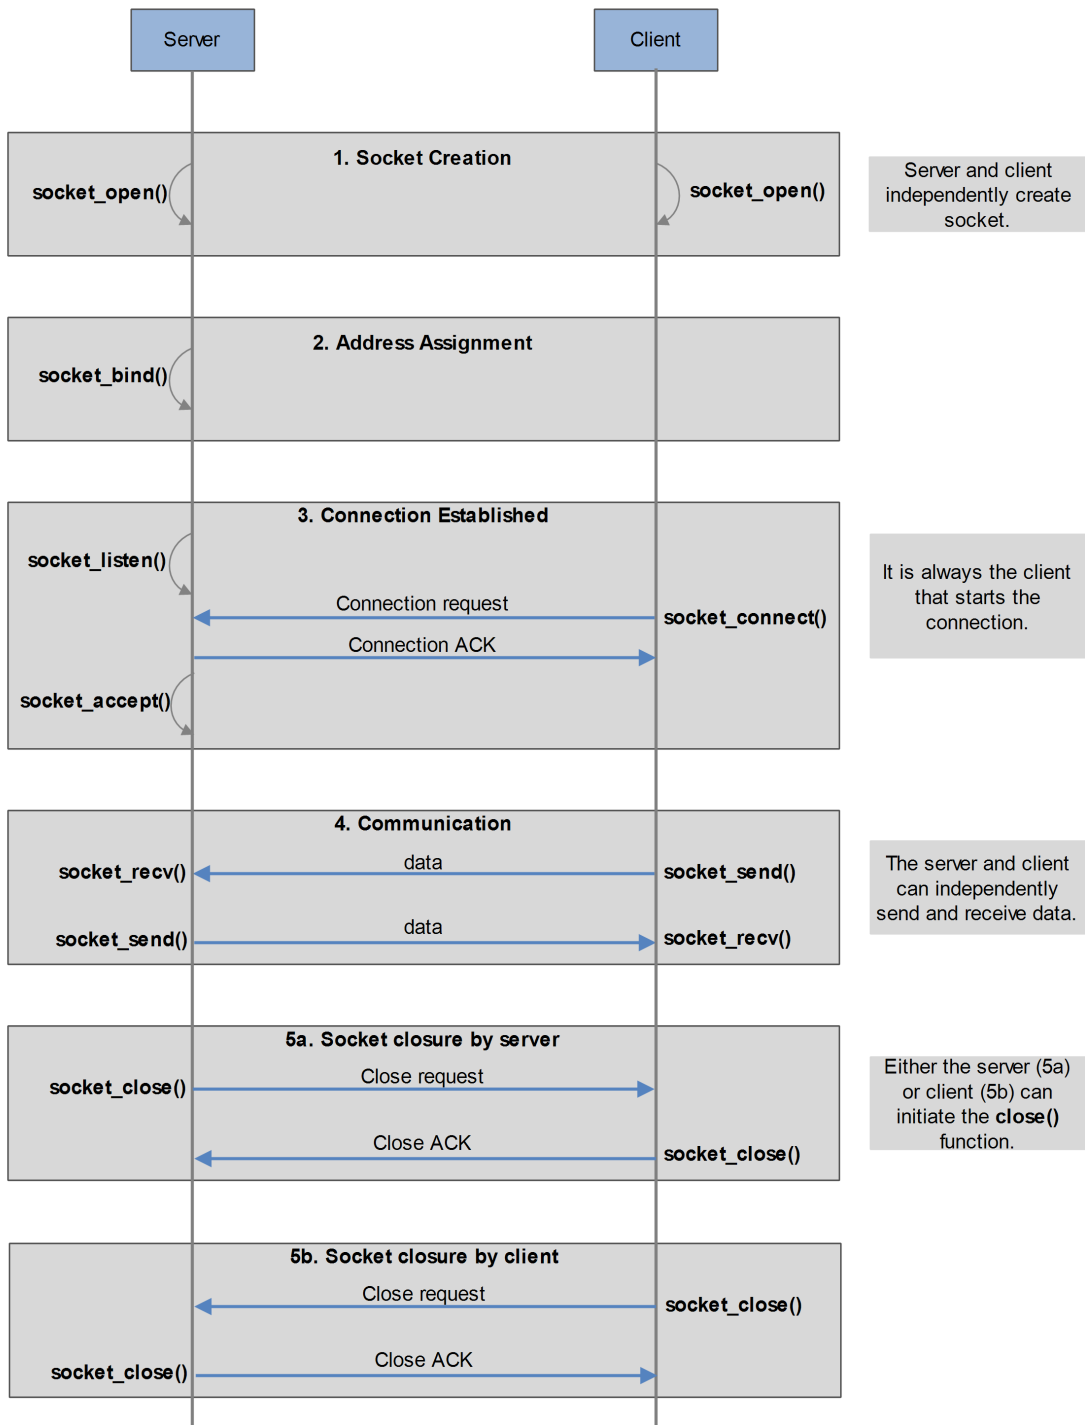 Server
Client
1. Socket Creation
socket_open()
socket_open()
Server and client
independently create
socket.
2. Address Assignment
socket_bind()
3. Connection Established
socket_listen()
Connection request
socket_connect()
Connection ACK
socket_accept()
It is always the client
that starts the
connection.
4. Communication
socket_recv()
data
socket_send()
socket_send()
data
socket_recv()
The server and client
can independently
send and receive data.
5a. Socket closure by server
socket_close()
Close request
Close ACK
socket_close()
Either the server (5a)
or client (5b) can
initiate the close()
function.
5b. Socket closure by client
Close request
socket_close()
socket_close()
Close ACK